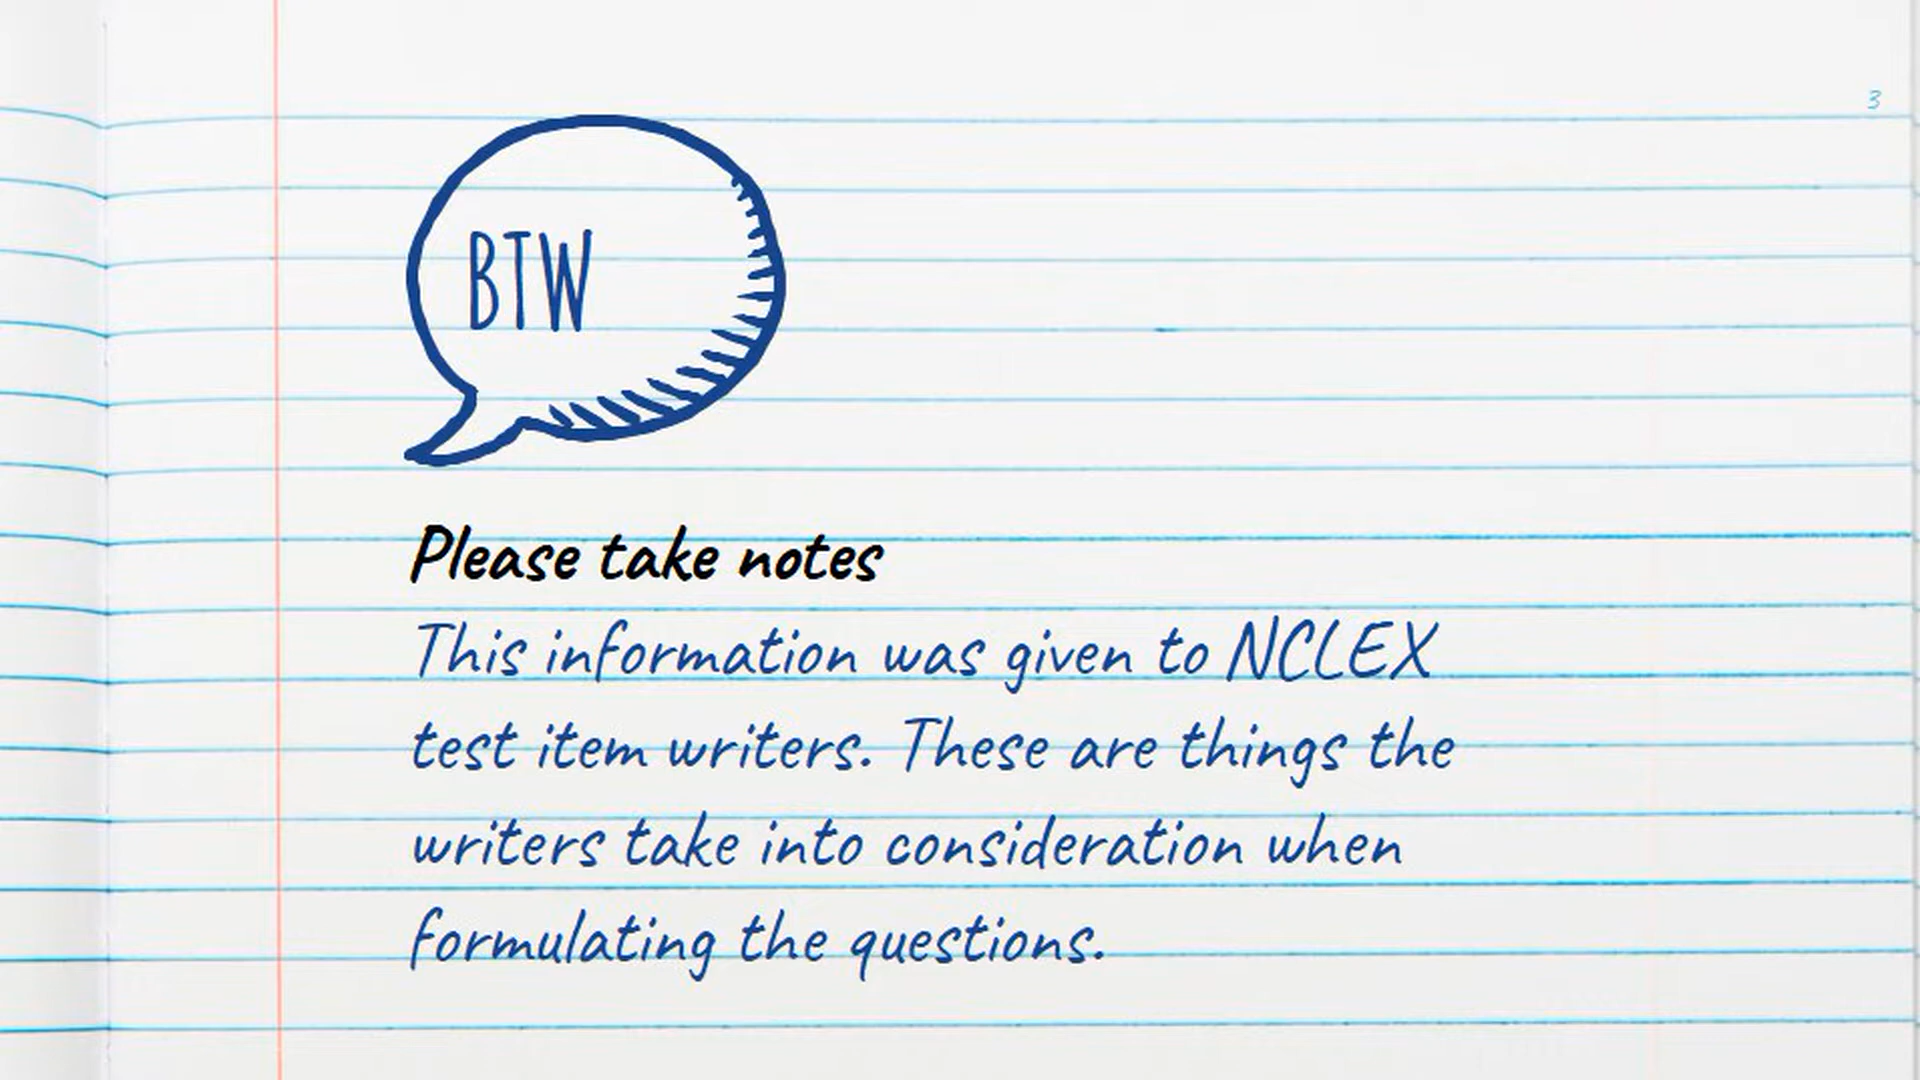 3
BTW
Please take notes
This information was given to NCLEX
test item writers. These are things the
writers take into consideration when
formulating the questions.